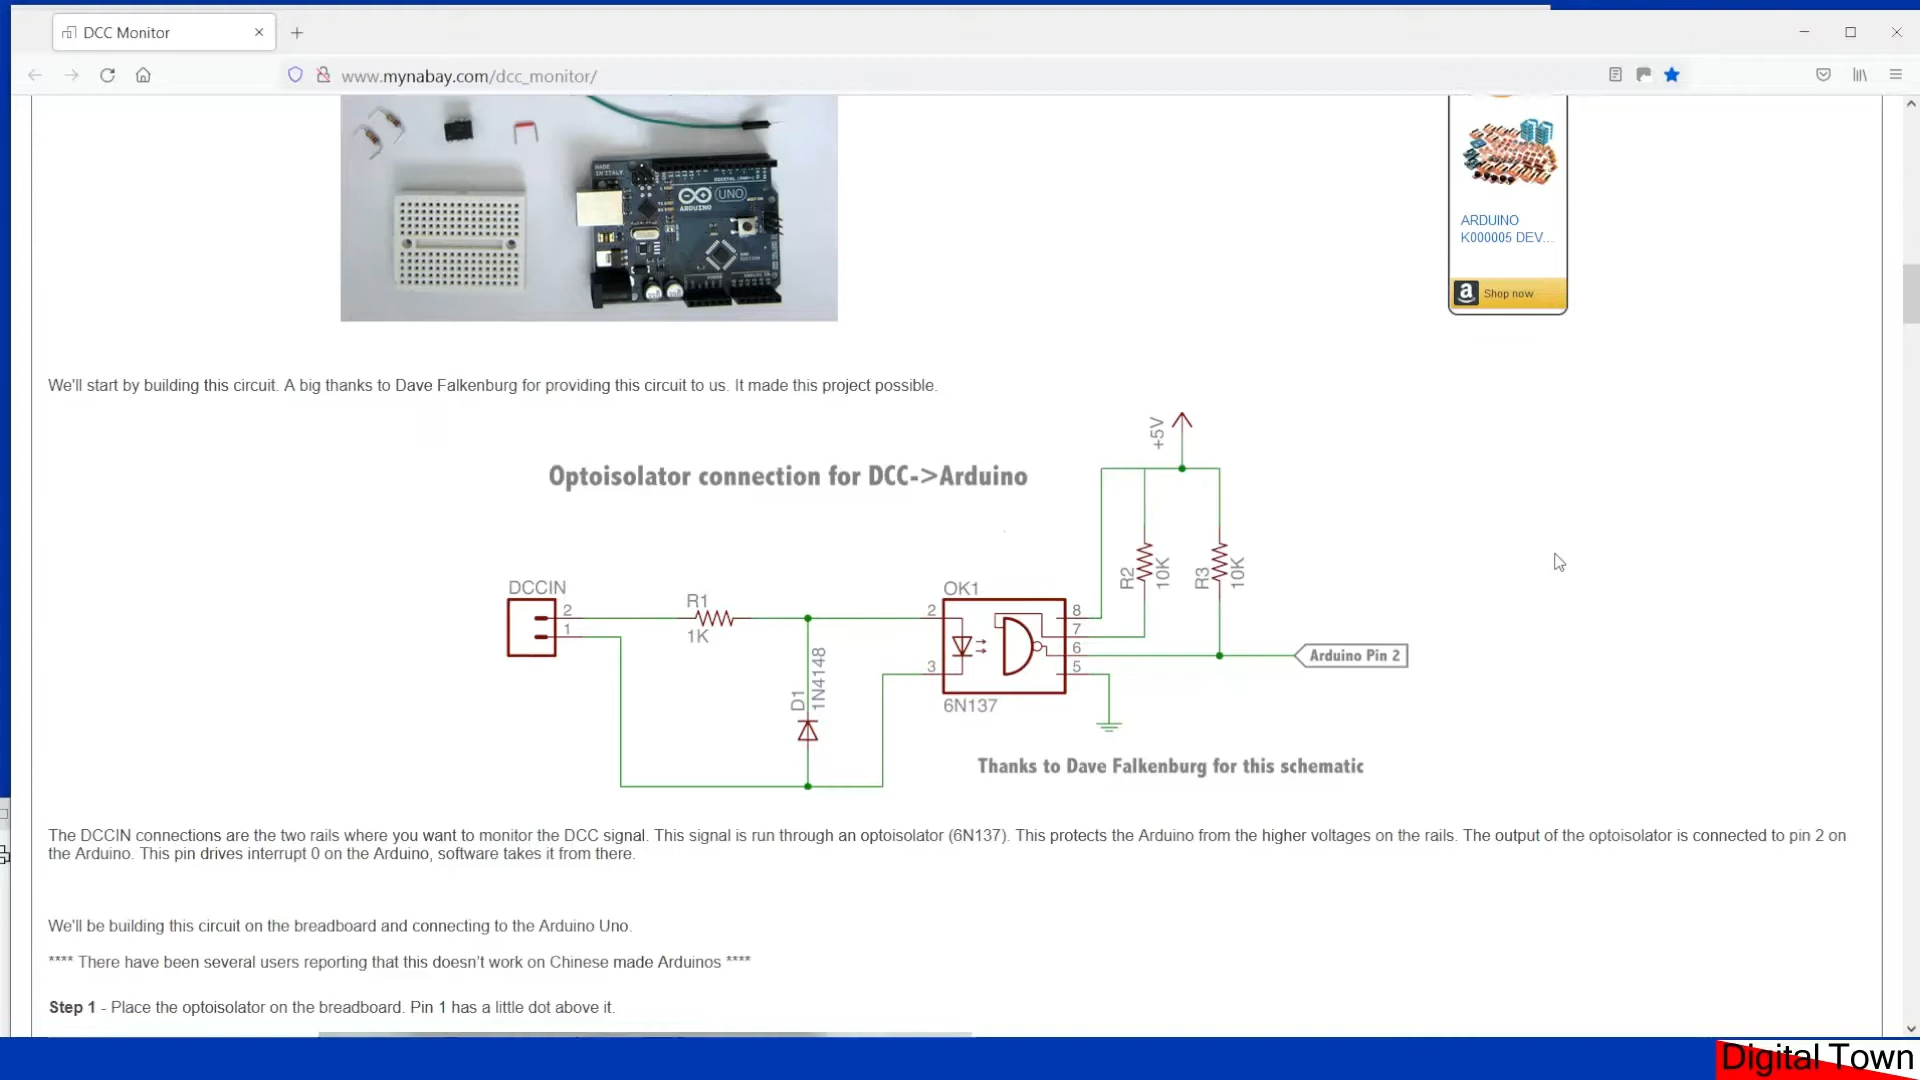 DCC Monitor
www.mynabay.com/dcc_monitor/
MADE
IN ITALY
UNO
ARDUINO
ARDUINO
K000005 DEV...
a Shop now
We'll start by building this circuit. A big thanks to Dave Falkenburg for providing this circuit to us. It made this project possible.
+5V
Optoisolator connection for DCC->Arduino
DCCIN
2
1
R1
1K
D1
1N4148
OK1
2
3
8
7
6
5
6N137
R2
10K
R3
10K
Arduino Pin 2
Thanks to Dave Falkenburg for this schematic
The DCCIN connections are the two rails where you want to monitor the DCC signal. This signal is run through an optoisolator (6N137). This protects the Arduino from the higher voltages on the rails. The output of the optoisolator is connected to pin 2 on
the Arduino. This pin drives interrupt 0 on the Arduino, software takes it from there.
We'll be building this circuit on the breadboard and connecting to the Arduino Uno.
**** There have been several users reporting that this doesn't work on Chinese made Arduinos ****
Step 1 - Place the optoisolator on the breadboard. Pin 1 has a little dot above it.
Digital Town